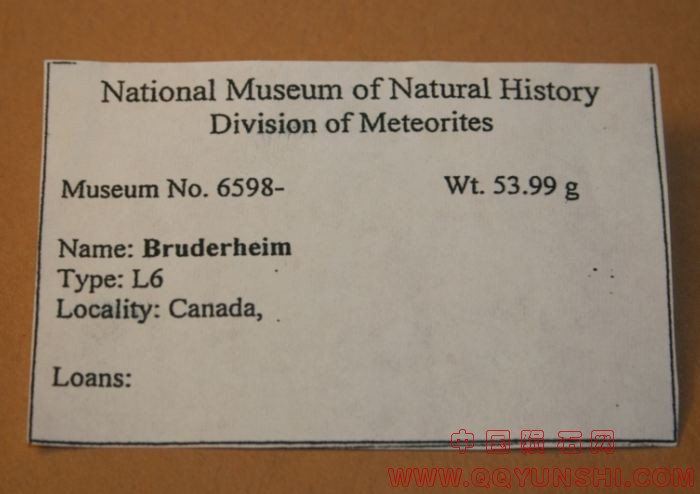 National Museum of Natural History
Division of Meteorites
Museum No. 6598- Wt. 53.99 g
Name: Bruderheim
Type: L6
Locality: Canada,
Loans:
中国陨石网
WWW.QQYUNSHI.COM